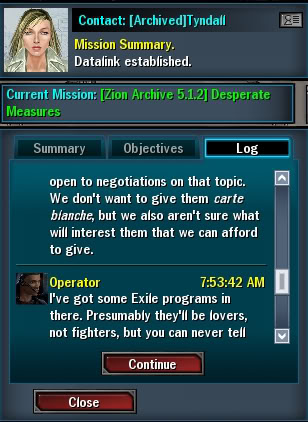 Contact: [Archived]Tyndall
Mission Summary.
Datalink established.
Current Mission: [Zion Archive 5.1.2] Desperate
Measures
Summary
Objectives
Log
open to negotiations on that topic.
We don't want to give them carte
blanche, but we also aren't sure what
will interest them that we can afford
to give.
Operator 7:53:42 AM
I've got some Exile programs in
there. Presumably they'll be lovers,
not fighters, but you can never tell
Continue
Close